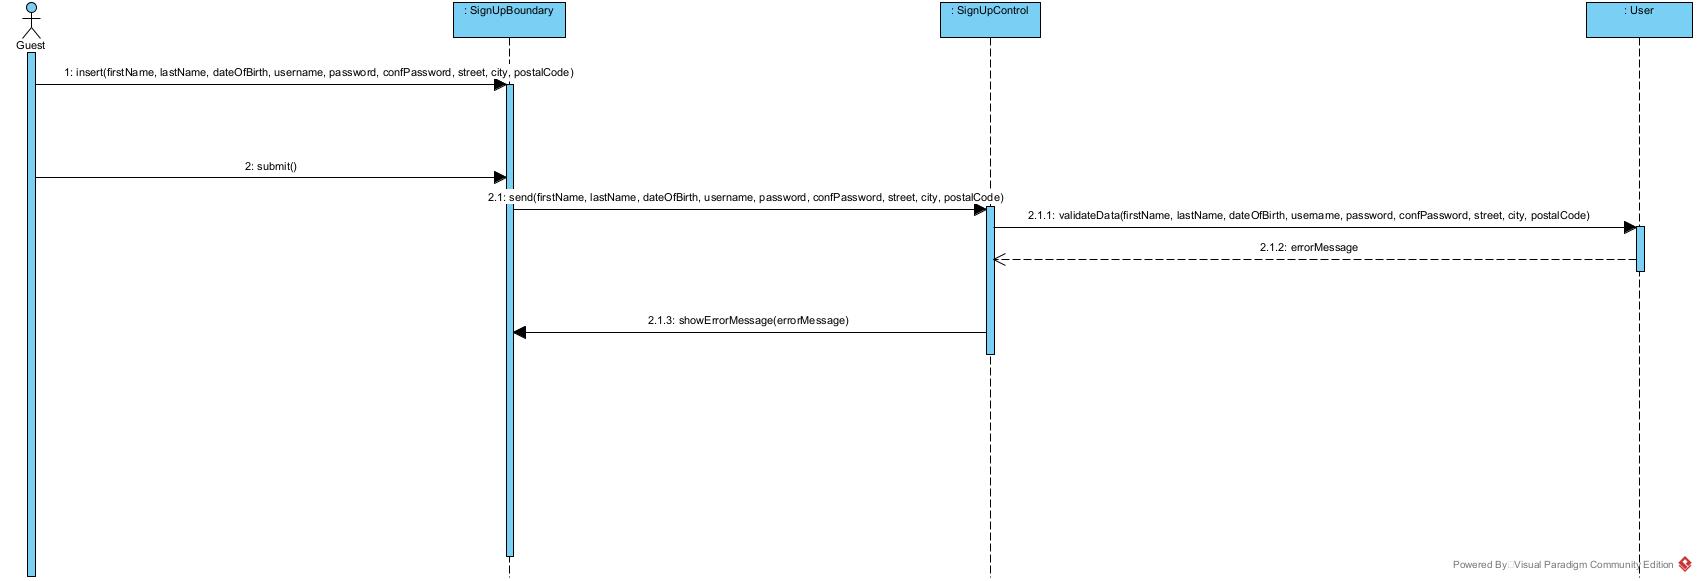 : SignUpBoundary
: SignUpControl
: User
Guest
1: insert(firstName, lastName, dateOfBirth, username, password, confPassword, street, city, postalCode)
2: submit()
2.1: send(firstName, lastName, dateOfBirth, username, password, confPassword, street, city, postalCode)
2.1.1: validateData(firstName, lastName, dateOfBirth, username, password, confPassword, street, city, postalCode)
2.1.2: errorMessage
2.1.3: showErrorMessage(errorMessage)
Powered By Visual Paradigm Community Edition